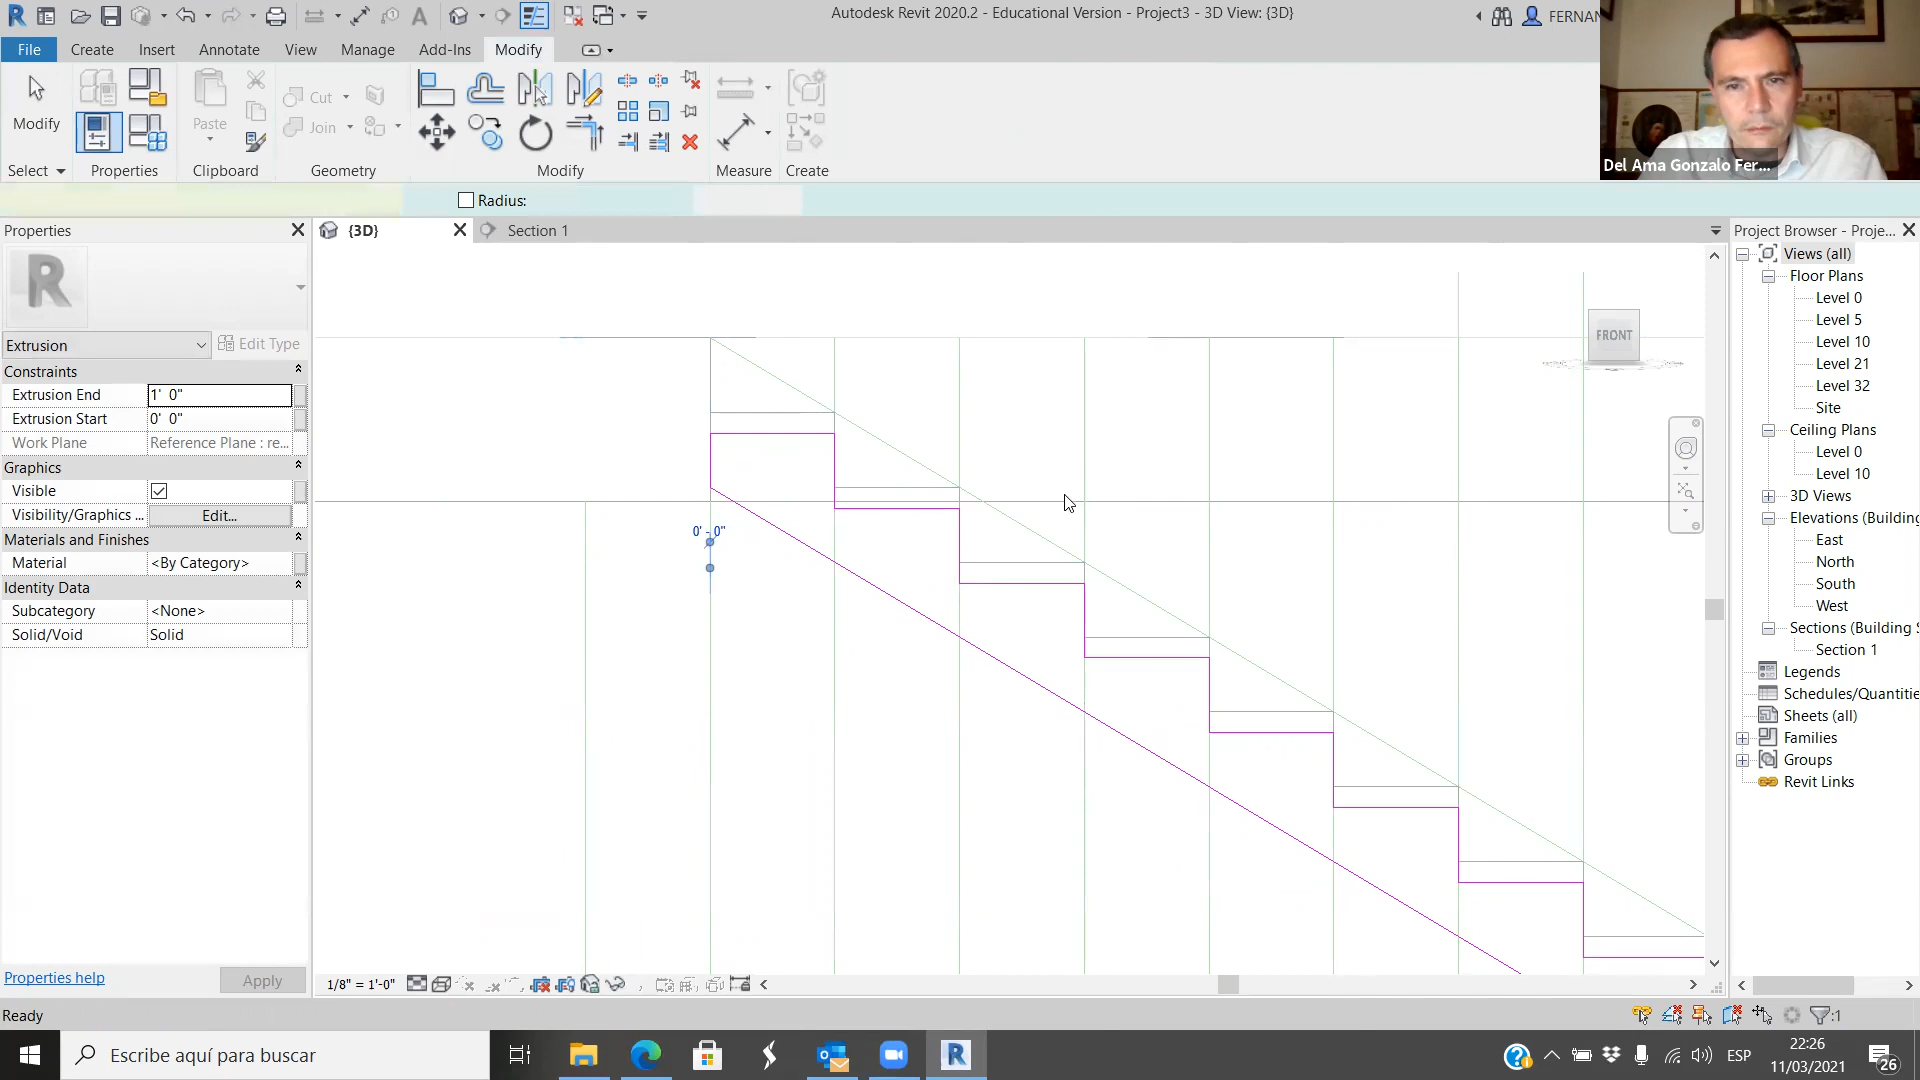 Autodesk Revit 2020.2 - Educational Version - Project3 - 3D View: {3D}
FERNAN
File Create Insert Annotate View Manage Add-Ins Modify
Modify
Cut
Join
Paste
Select Properties Clipboard Geometry Modify Measure Create
Del Ama Gonzalo Fer...
Radius:
Properties
{3D}
Section 1
Project Browser - Proje...
R
Extrusion
Edit Type
Constraints
Extrusion End 1' 0"
Extrusion Start 0' 0"
Work Plane Reference Plane : re...
Graphics
Visible
Visibility/Graphics ... Edit...
Materials and Finishes
Material <By Category>
Identity Data
Subcategory <None>
Solid/Void Solid
Properties help
Apply
FRONT
0' - 0"
Views (all)
Floor Plans
Level 0
Level 5
Level 10
Level 21
Level 32
Site
Ceiling Plans
Level 0
Level 10
3D Views
Elevations (Building
East
North
South
West
Sections (Building S
Section 1
Legends
Schedules/Quantitie
Sheets (all)
Families
Groups
Revit Links
1/8" = 1'-0"
Ready
:1
Escribe aquí para buscar
R
ESP
22:26
11/03/2021
26